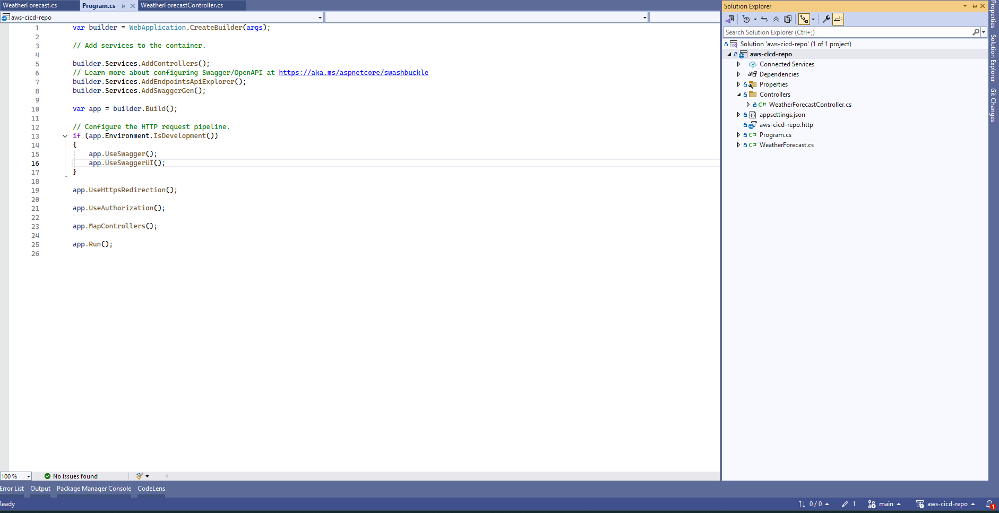 WeatherForecast.cs Program.cs WeatherForecastController.cs
aws-cicd-repo
1 var builder = WebApplication.CreateBuilder(args);
2
3 // Add services to the container.
4
5 builder.Services.AddControllers();
6 // Learn more about configuring Swagger/OpenAPI at https://aka.ms/aspnetcore/swashbuckle
7 builder.Services.AddEndpointsApiExplorer();
8 builder.Services.AddSwaggerGen();
9
10 var app = builder.Build();
11
12 // Configure the HTTP request pipeline.
13 if (app.Environment.IsDevelopment())
14 {
15 app.UseSwagger();
16 app.UseSwaggerUI();
17 }
18
19 app.UseHttpsRedirection();
20
21 app.UseAuthorization();
22
23 app.MapControllers();
24
25 app.Run();
26
100 % No issues found
Error List Output Package Manager Console CodeLens
Ready
Solution Explorer
Search Solution Explorer (Ctrl+;)
Solution 'aws-cicd-repo' (1 of 1 project)
aws-cicd-repo
Connected Services
Dependencies
Properties
Controllers
C# WeatherForecastController.cs
appsettings.json
aws-cicd-repo.http
C# Program.cs
C# WeatherForecast.cs
Properties
Solution Explorer
Git Changes
0 / 0 1 main aws-cicd-repo 1